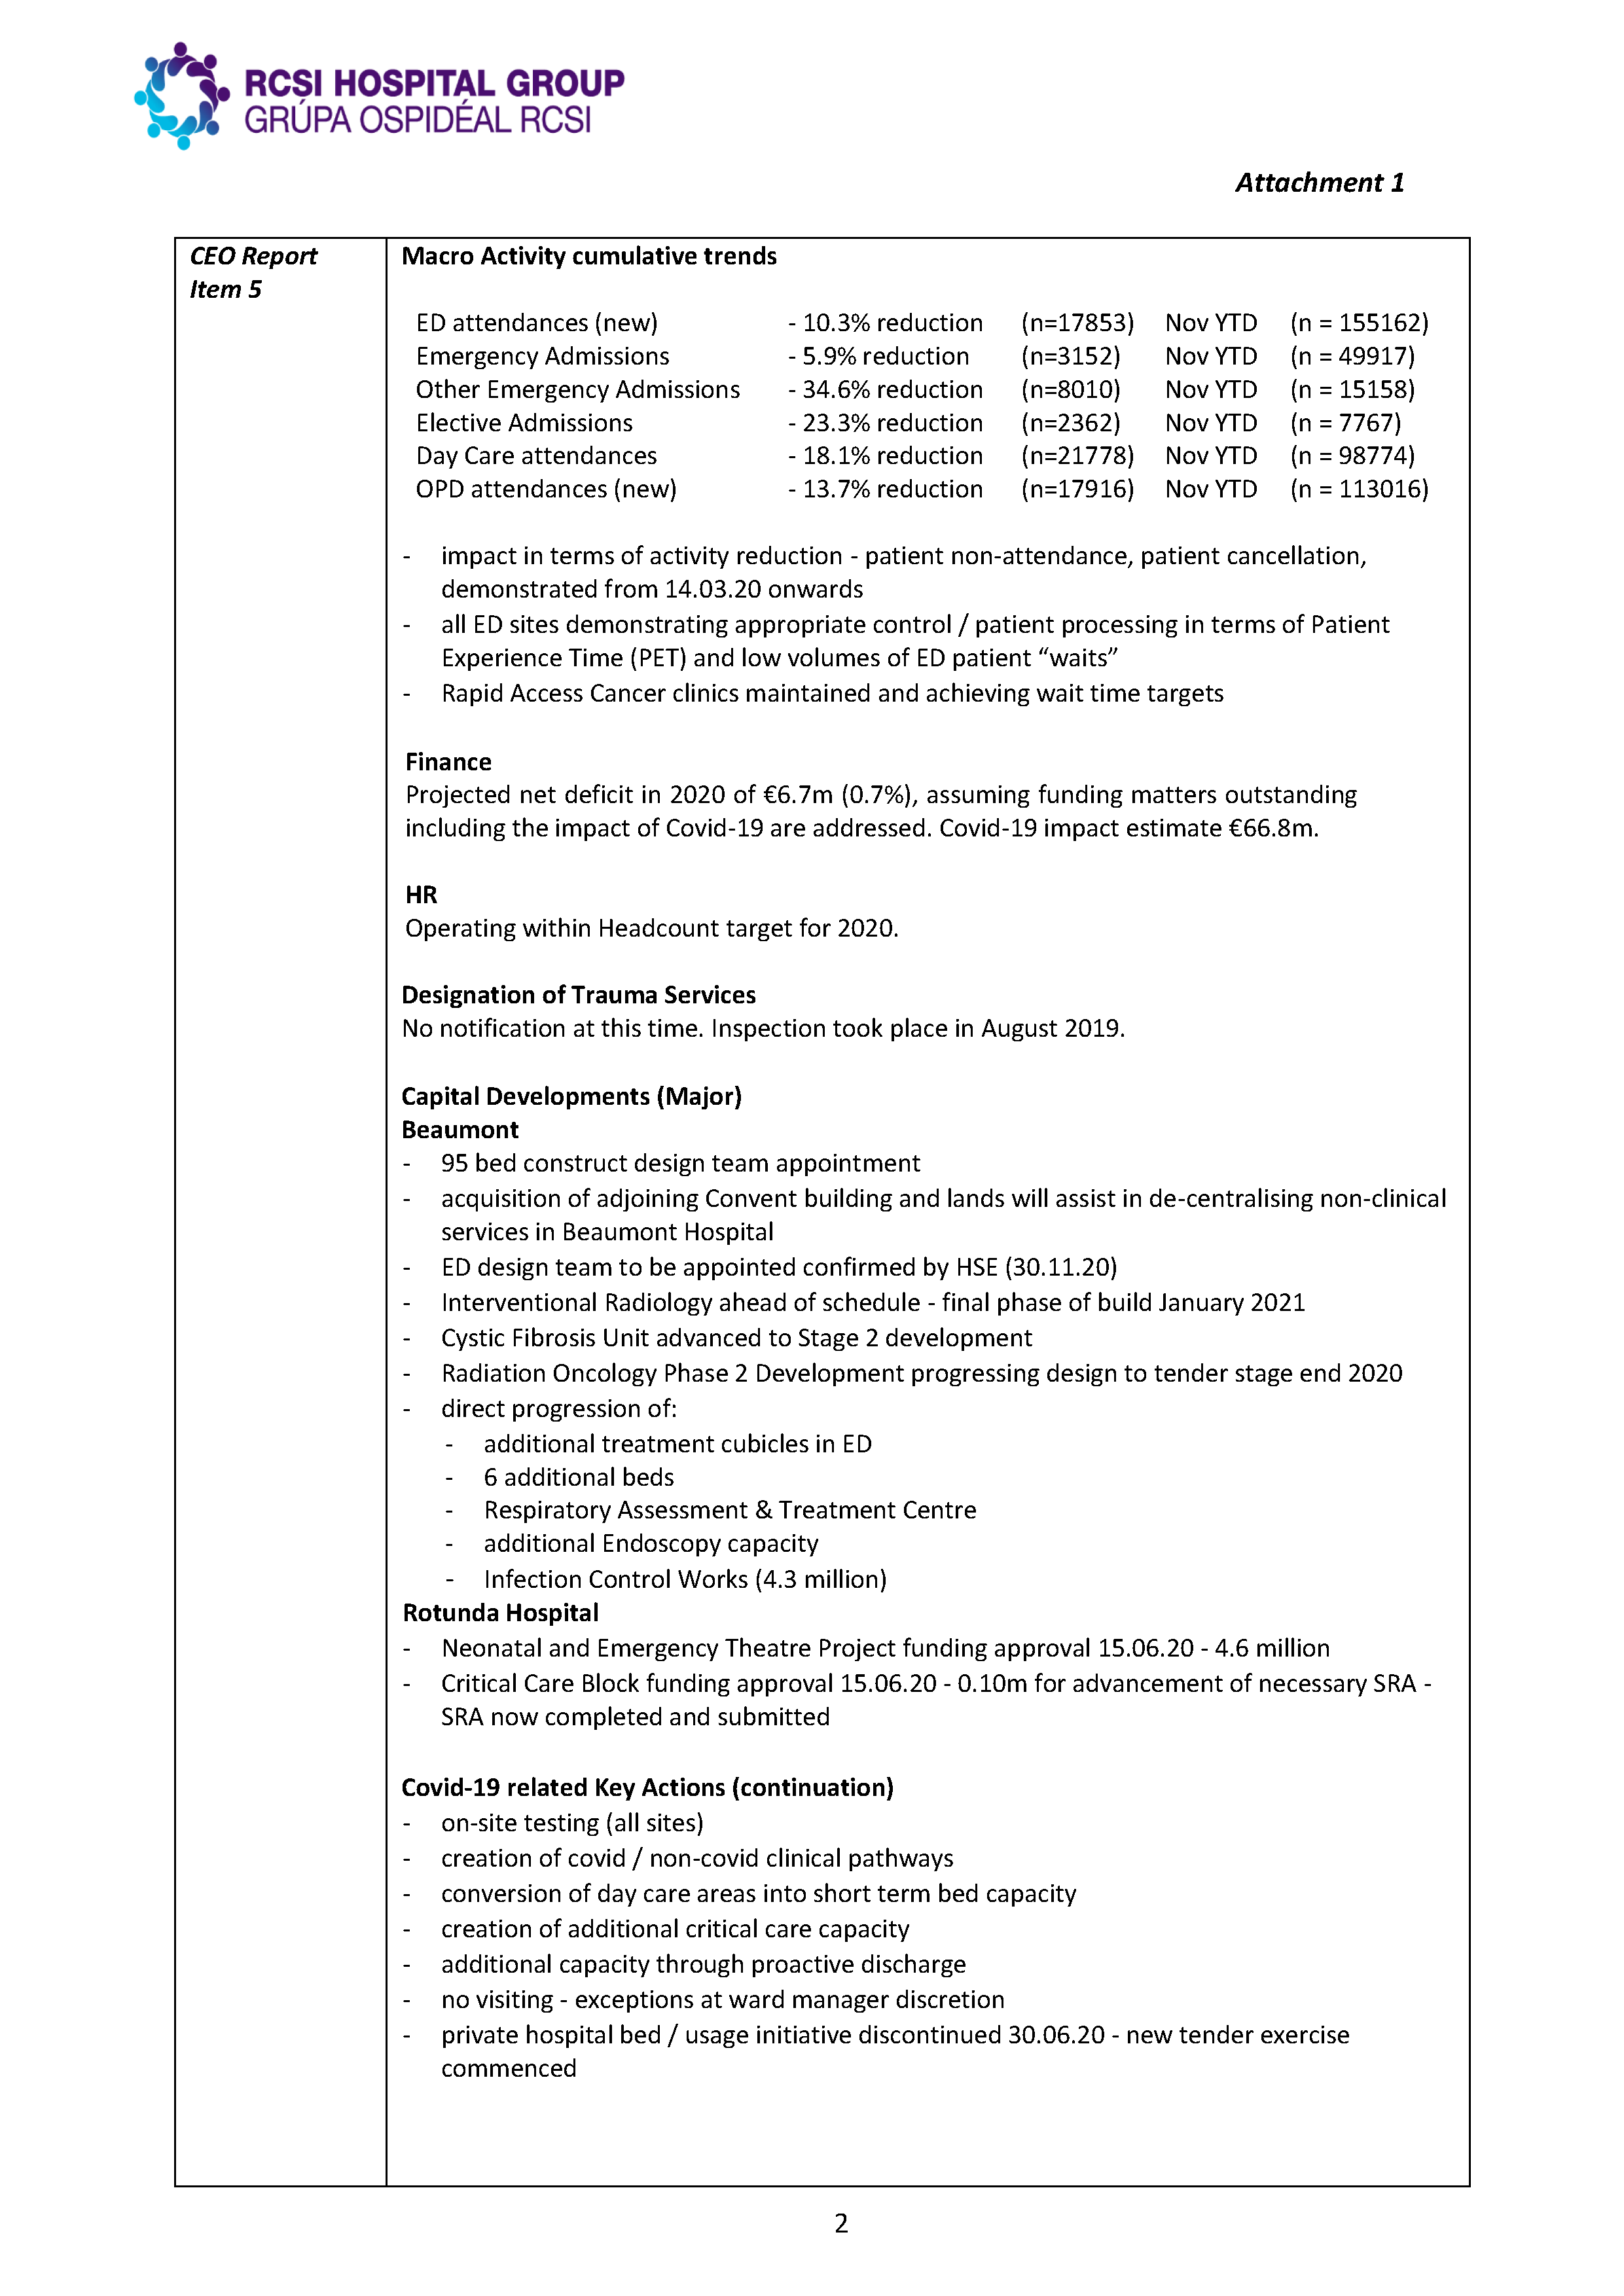 RCSI HOSPITAL GROUP
GRÚPA OSPIDÉAL RCSI
Attachment 1
CEO Report
Item 5
Macro Activity cumulative trends
ED attendances (new) - 10.3% reduction (n=17853) Nov YTD (n = 155162)
Emergency Admissions - 5.9% reduction (n=3152) Nov YTD (n = 49917)
Other Emergency Admissions - 34.6% reduction (n=8010) Nov YTD (n = 15158)
Elective Admissions - 23.3% reduction (n=2362) Nov YTD (n = 7767)
Day Care attendances - 18.1% reduction (n=21778) Nov YTD (n = 98774)
OPD attendances (new) - 13.7% reduction (n=17916) Nov YTD (n = 113016)
- impact in terms of activity reduction - patient non-attendance, patient cancellation,
demonstrated from 14.03.20 onwards
- all ED sites demonstrating appropriate control / patient processing in terms of Patient
Experience Time (PET) and low volumes of ED patient “waits”
- Rapid Access Cancer clinics maintained and achieving wait time targets
Finance
Projected net deficit in 2020 of €6.7m (0.7%), assuming funding matters outstanding
including the impact of Covid-19 are addressed. Covid-19 impact estimate €66.8m.
HR
Operating within Headcount target for 2020.
Designation of Trauma Services
No notification at this time. Inspection took place in August 2019.
Capital Developments (Major)
Beaumont
- 95 bed construct design team appointment
- acquisition of adjoining Convent building and lands will assist in de-centralising non-clinical
services in Beaumont Hospital
- ED design team to be appointed confirmed by HSE (30.11.20)
- Interventional Radiology ahead of schedule - final phase of build January 2021
- Cystic Fibrosis Unit advanced to Stage 2 development
- Radiation Oncology Phase 2 Development progressing design to tender stage end 2020
- direct progression of:
- additional treatment cubicles in ED
- 6 additional beds
- Respiratory Assessment & Treatment Centre
- additional Endoscopy capacity
- Infection Control Works (4.3 million)
Rotunda Hospital
- Neonatal and Emergency Theatre Project funding approval 15.06.20 - 4.6 million
- Critical Care Block funding approval 15.06.20 - 0.10m for advancement of necessary SRA -
SRA now completed and submitted
Covid-19 related Key Actions (continuation)
- on-site testing (all sites)
- creation of covid / non-covid clinical pathways
- conversion of day care areas into short term bed capacity
- creation of additional critical care capacity
- additional capacity through proactive discharge
- no visiting - exceptions at ward manager discretion
- private hospital bed / usage initiative discontinued 30.06.20 - new tender exercise
commenced
2